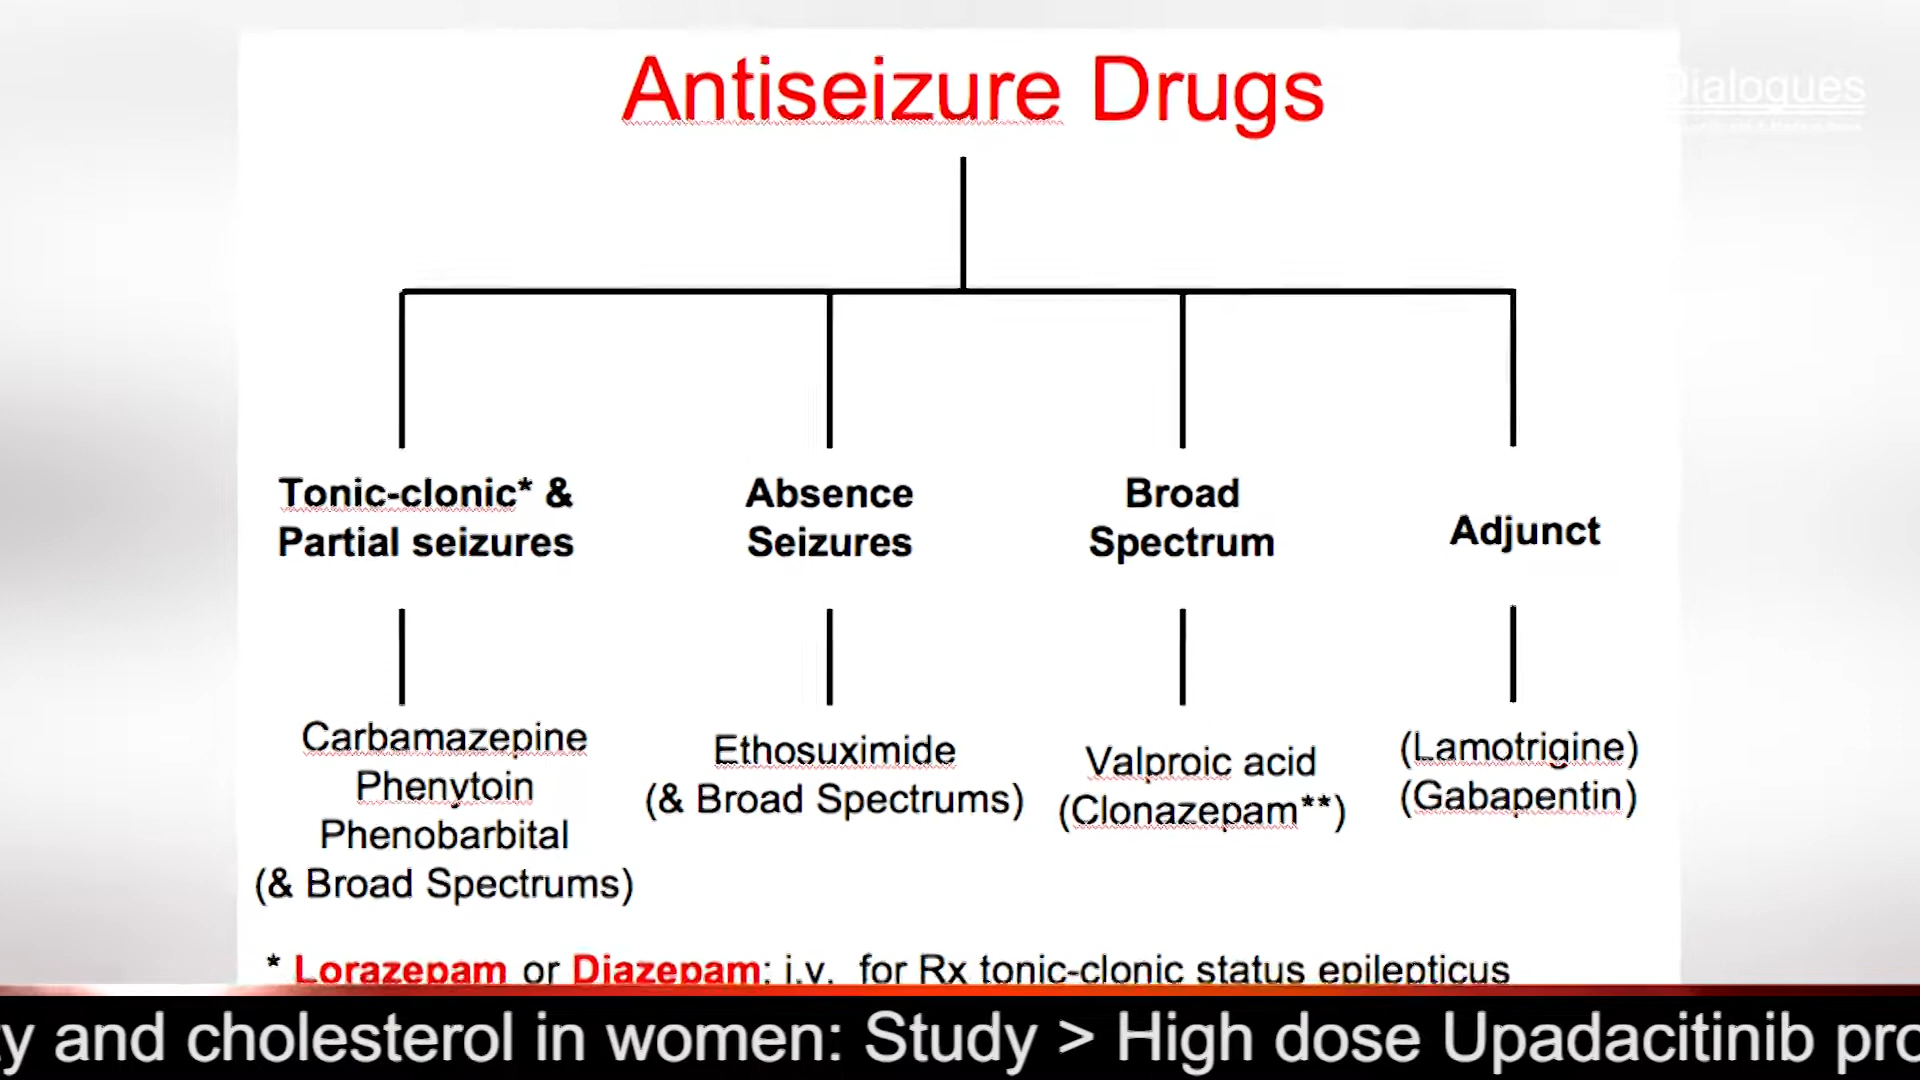 Antiseizure Drugs
Dialogues
Tonic-clonic* &
Partial seizures
Absence
Seizures
Broad
Spectrum
Adjunct
Carbamazepine
Phenytoin
Phenobarbital
(& Broad Spectrums)
Ethosuximide
(& Broad Spectrums)
Valproic acid
(Clonazepam**)
(Lamotrigine)
(Gabapentin)
* Lorazepam or Diazepam: i.v. for Rx tonic-clonic status epilepticus
ty and cholesterol in women: Study > High dose Upadacitinib pro